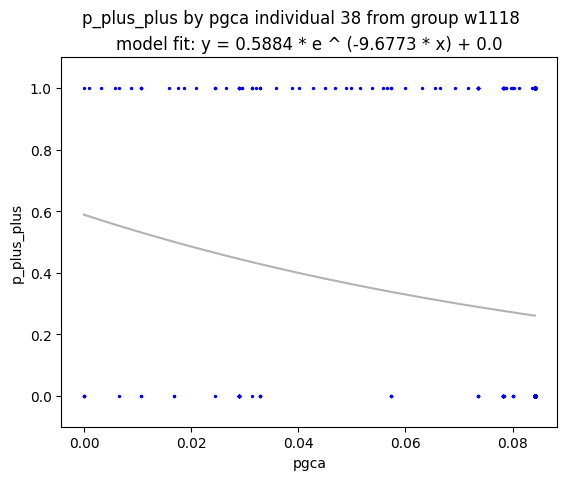 p_plus_plus by pgca individual 38 from group w1118
model fit: y = 0.5884 * e ^ (-9.6773 * x) + 0.0
1.0
0.8
0.6
0.4
0.2
0.0
p_plus_plus
0.00 0.02 0.04 0.06 0.08
pgca